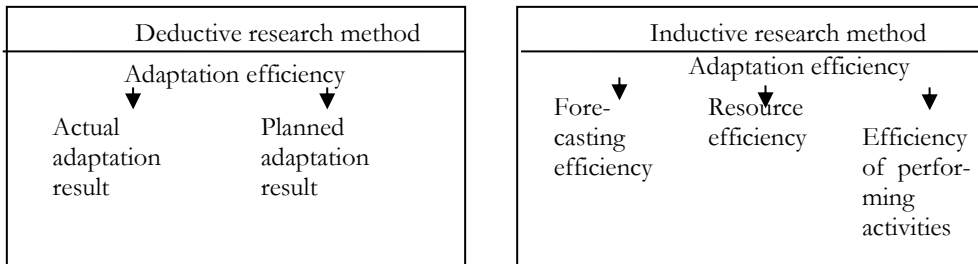 Deductive research method
Adaptation efficiency
Actual
adaptation
result
Planned
adaptation
result
Inductive research method
Adaptation efficiency
Fore-
casting
efficiency
Resource
efficiency
Efficiency
of perfor-
ming
activities